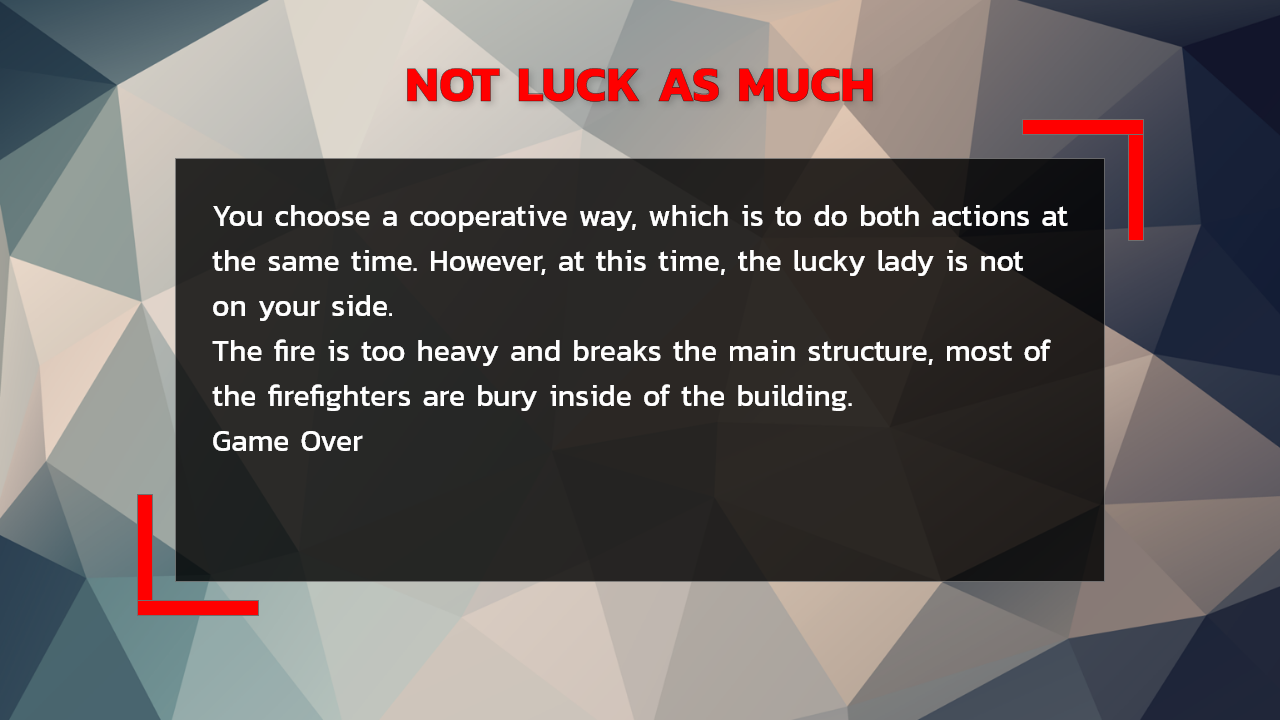 NOT LUCK AS MUCH
You choose a cooperative way, which is to do both actions at
the same time. However, at this time, the lucky lady is not
on your side.
The fire is too heavy and breaks the main structure, most of
the firefighters are bury inside of the building.
Game Over